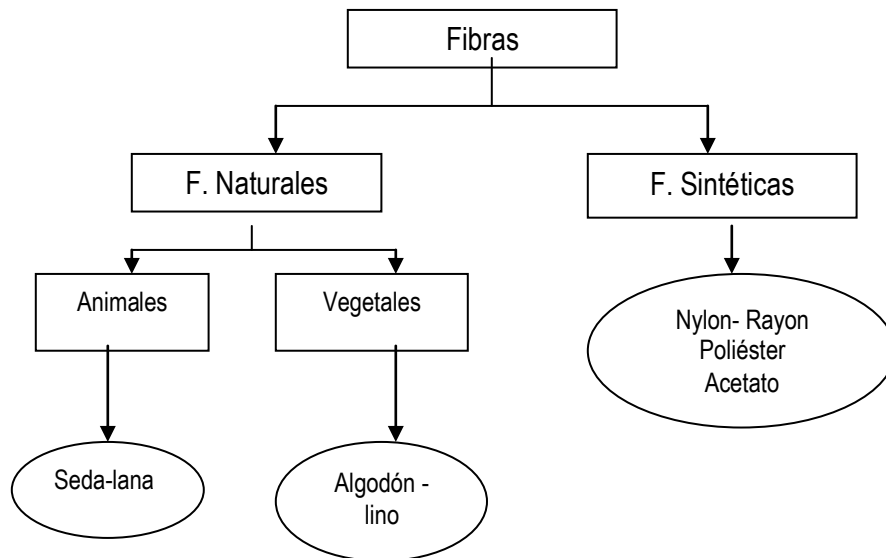 Fibras
F. Naturales
F. Sintéticas
Animales
Vegetales
Nylon- Rayon
Poliéster
Acetato
Seda-lana
Algodón -
lino